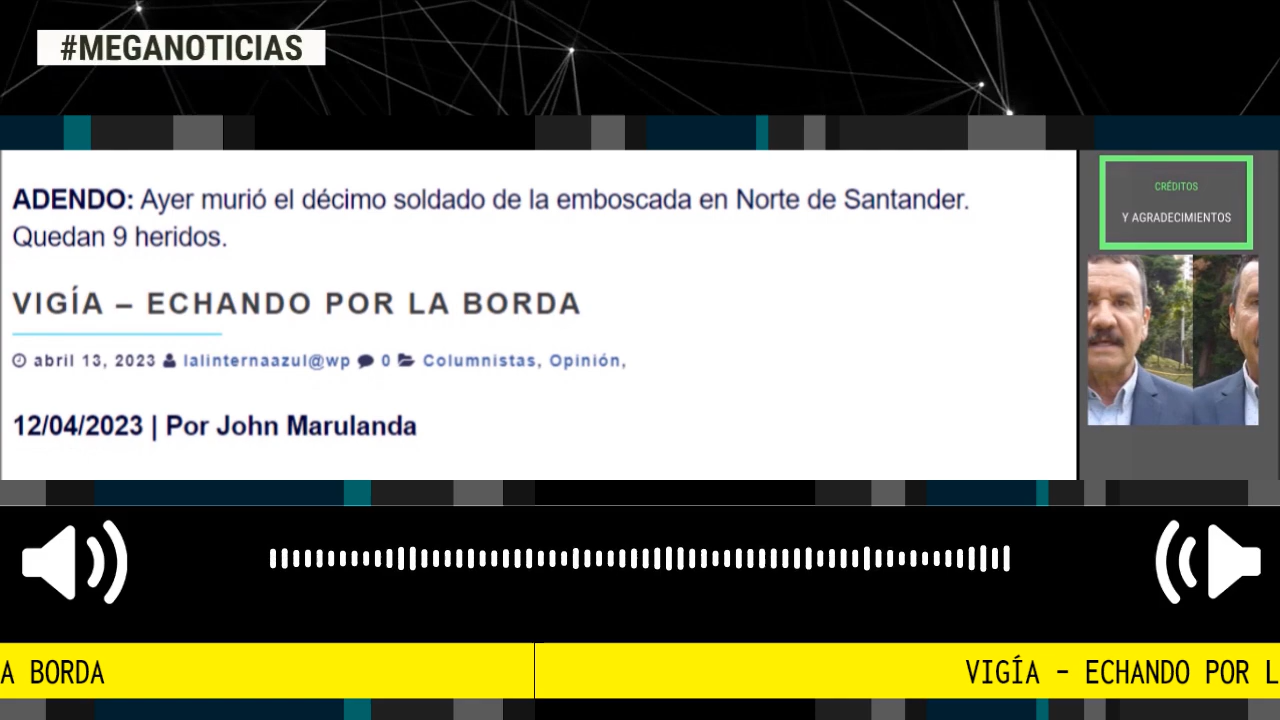 #MEGANOTICIAS
ADENDO: Ayer murió el décimo soldado de la emboscada en Norte de Santander.
Quedan 9 heridos.
VIGÍA – ECHANDO POR LA BORDA
abril 13, 2023 lalinternaazul@wp 0 Columnistas, Opinión,
12/04/2023 | Por John Marulanda
CRÉDITOS
Y AGRADECIMIENTOS
A BORDA
VIGÍA - ECHANDO POR L